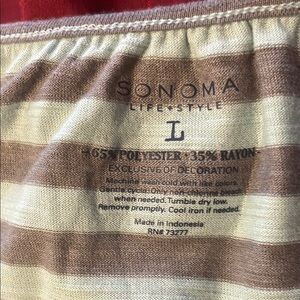 SONOMA
LIFE+STYLE
L
65% POLYESTER • 35% RAYON
EXCLUSIVE OF DECORATION
Machine wash cold with like colors.
Gentle cycle. Only non-chlorine bleach
when needed. Tumble dry low.
Remove promptly. Cool iron if needed.
Made in Indonesia
RN# 73277